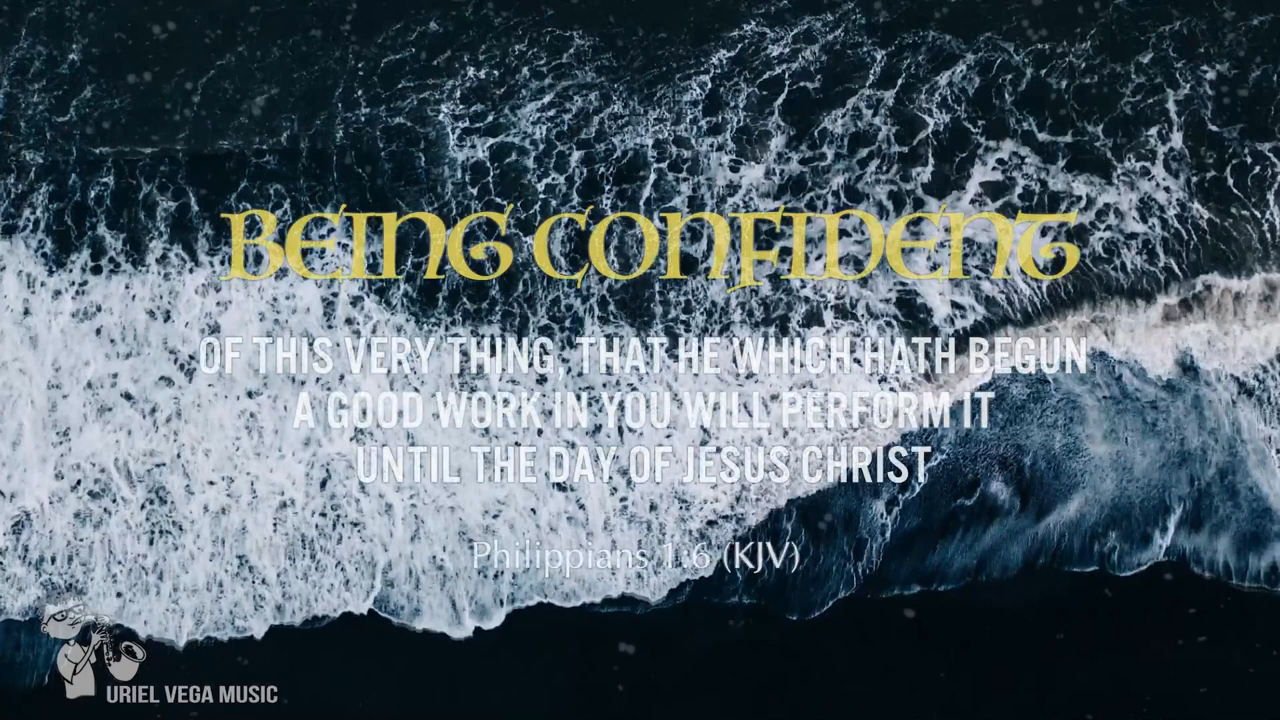 BEING CONFIDENT
OF THIS VERY THING, THAT HE WHICH HATH BEGUN
A GOOD WORK IN YOU WILL PERFORM IT
UNTIL THE DAY OF JESUS CHRIST
Philippians 1:6 (KJV)
URIEL VEGA MUSIC